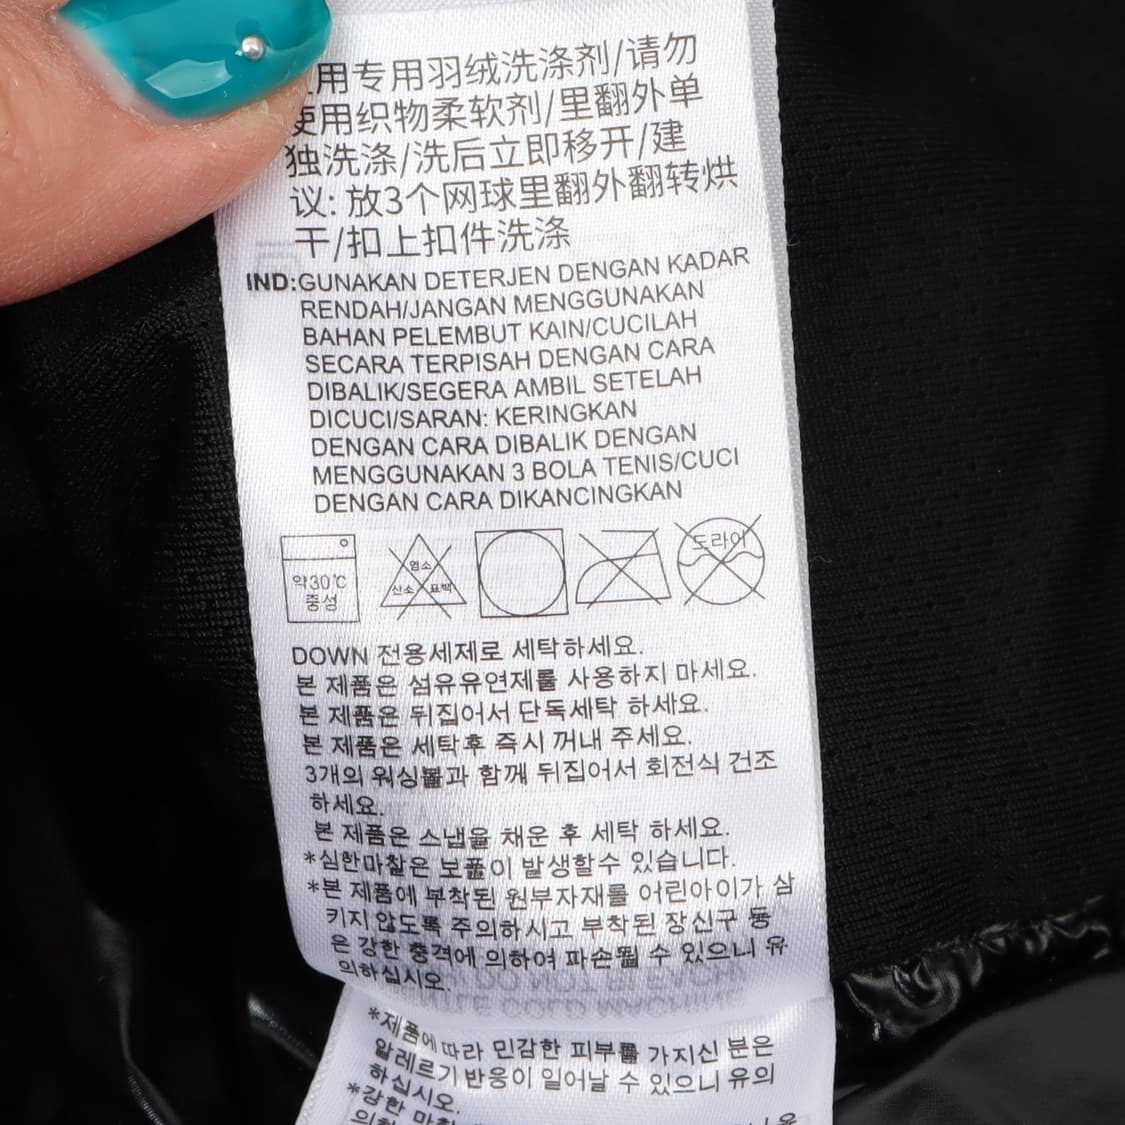 用专用羽绒洗涤剂/请勿
使用织物柔软剂/里翻外单
独洗涤/洗后立即移开/建
议: 放3个网球里翻外翻转烘
干/扣上扣件洗涤
IND:GUNAKAN DETERJEN DENGAN KADAR
RENDAH/JANGAN MENGGUNAKAN
BAHAN PELEMBUT KAIN/CUCILAH
SECARA TERPISAH DENGAN CARA
DIBALIK/SEGERA AMBIL SETELAH
DICUCI/SARAN: KERINGKAN
DENGAN CARA DIBALIK DENGAN
MENGGUNAKAN 3 BOLA TENIS/CUCI
DENGAN CARA DIKANCINGKAN
약30℃
중성
염소
산소 표백
드라이
DOWN 전용세제로 세탁하세요.
본 제품은 섬유유연제를 사용하지 마세요.
본 제품은 뒤집어서 단독세탁 하세요.
본 제품은 세탁후 즉시 꺼내 주세요.
3개의 워싱볼과 함께 뒤집어서 회전식 건조
하세요.
본 제품은 스냅을 채운 후 세탁 하세요.
*심한마찰은 보풀이 발생할수 있습니다.
*본 제품에 부착된 원부자재를 어린아이가 삼
키지 않도록 주의하시고 부착된 장신구 등
은 강한 충격에 의하여 파손될 수 있으니 유
의하십시오.
*제품에 따라 민감한 피부를 가지신 분은
알레르기 반응이 일어날 수 있으니 유의
하십시오.
*강한 마찰